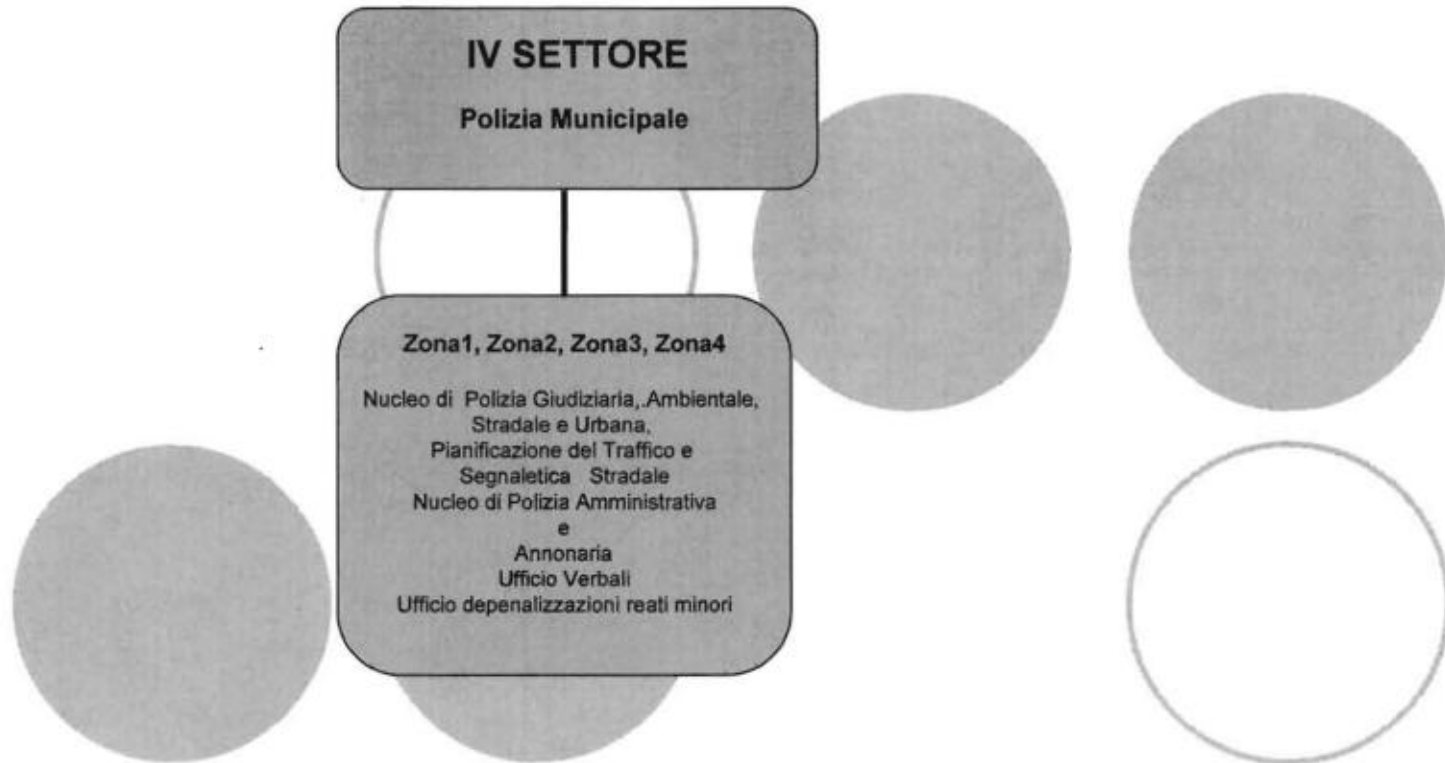 IV SETTORE
Polizia Municipale
Zona1, Zona2, Zona3, Zona4
Nucleo di Polizia Giudiziaria,.Ambientale,
Stradale e Urbana,
Pianificazione del Traffico e
Segnaletica Stradale
Nucleo di Polizia Amministrativa
e
Annonaria
Ufficio Verbali
Ufficio depenalizzazioni reati minori